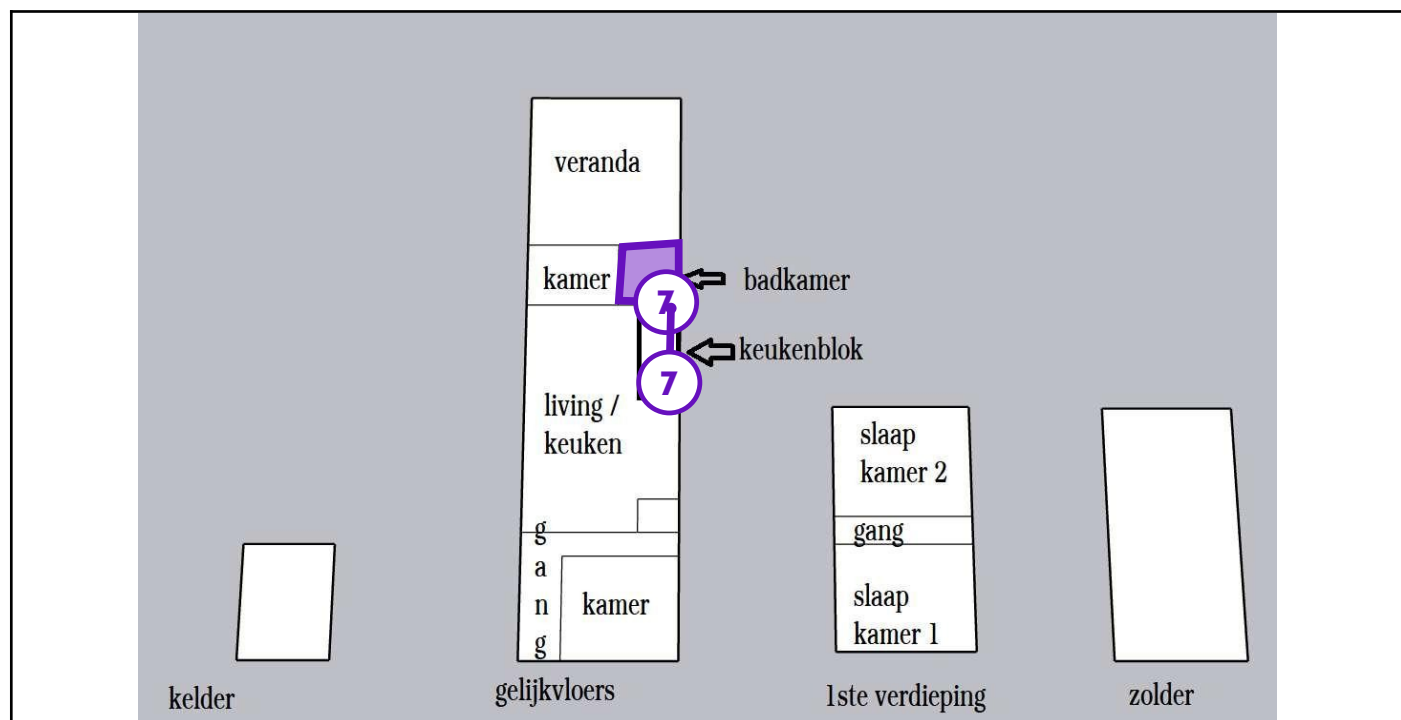 veranda
kamer
7
badkamer
keukenblok
7
living /
keuken
g
a
n
g
kamer
slaap
kamer 2
gang
slaap
kamer 1
kelder
gelijkvloers
1ste verdieping
zolder